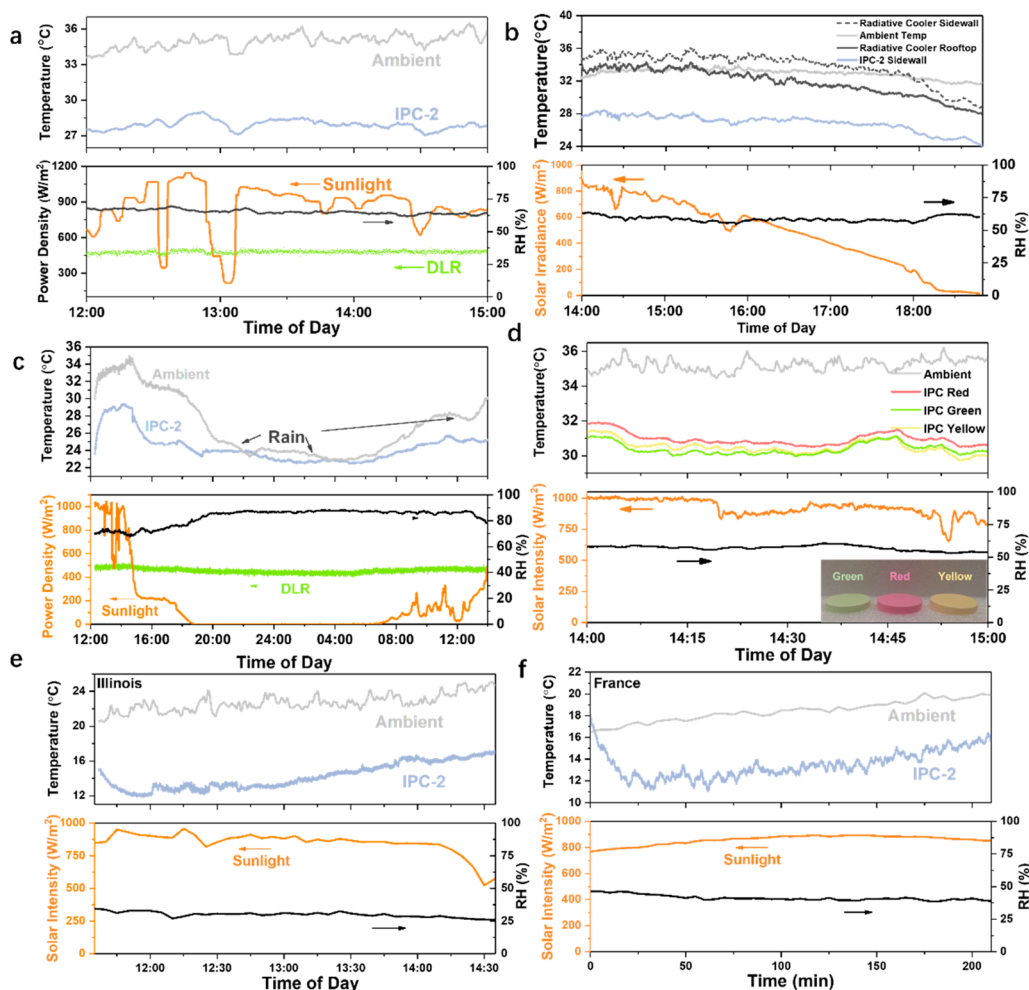 a
Temperature (°C)
36
33
30
27
Ambient
IPC-2
Power Density (W/m²)
1200
900
600
300
Sunlight
DLR
100
80
60
40
20
0
RH (%)
12:00
13:00
14:00
15:00
Time of Day
b
Temperature(°C)
40
36
32
28
24
Radiative Cooler Sidewall
Ambient Temp
Radiative Cooler Rooftop
IPC-2 Sidewall
Solar Irradiance (W/m²)
1000
800
600
400
200
0
100
75
50
25
0
RH (%)
14:00
15:00
16:00
17:00
18:00
Time of Day
c
Temperature (°C)
36
34
32
30
28
26
24
22
Ambient
IPC-2
Rain
Power Density (W/m²)
1000
800
600
400
200
0
DLR
Sunlight
100
80
60
40
20
0
RH (%)
12:00
20:00
24:00
04:00
12:00
Time of Day
d
Temperature(°C)
36
34
32
30
Ambient
IPC Red
IPC Green
IPC Yellow
Solar Intensity (W/m²)
1000
750
500
250
0
100
75
50
25
0
RH (%)
Green
Red
Yellow
14:00
14:15
14:30
14:45
15:00
Time of Day
e
Illinois
Temperature (°C)
24
20
16
12
Ambient
IPC-2
Solar Intensity (W/m²)
1000
750
500
250
0
Sunlight
100
75
50
25
0
RH (%)
12:00
12:30
13:00
13:30
14:00
14:30
Time of Day
f
France
Temperature (°C)
22
20
18
16
14
12
10
Ambient
IPC-2
Solar Intensity (W/m²)
1000
800
600
400
200
0
Sunlight
100
75
50
25
0
RH (%)
0
50
100
150
200
Time (min)